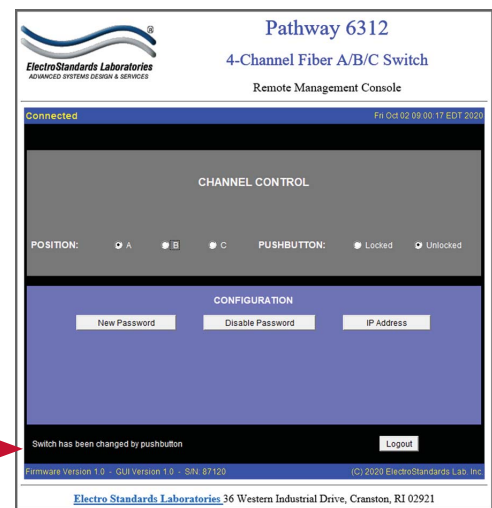 ®
ElectroStandards Laboratories
ADVANCED SYSTEMS DESIGN & SERVICES
Pathway 6312
4-Channel Fiber A/B/C Switch
Remote Management Console
Connected Fri Oct 02 09:00:17 EDT 2020
CHANNEL CONTROL
POSITION: A B C PUSHBUTTON: Locked Unlocked
CONFIGURATION
New Password Disable Password IP Address
Switch has been changed by pushbutton Logout
Firmware Version 1.0 - GUI Version 1.0 - S/N: 87120 (C) 2020 ElectroStandards Lab. Inc
Electro Standards Laboratories 36 Western Industrial Drive, Cranston, RI 02921